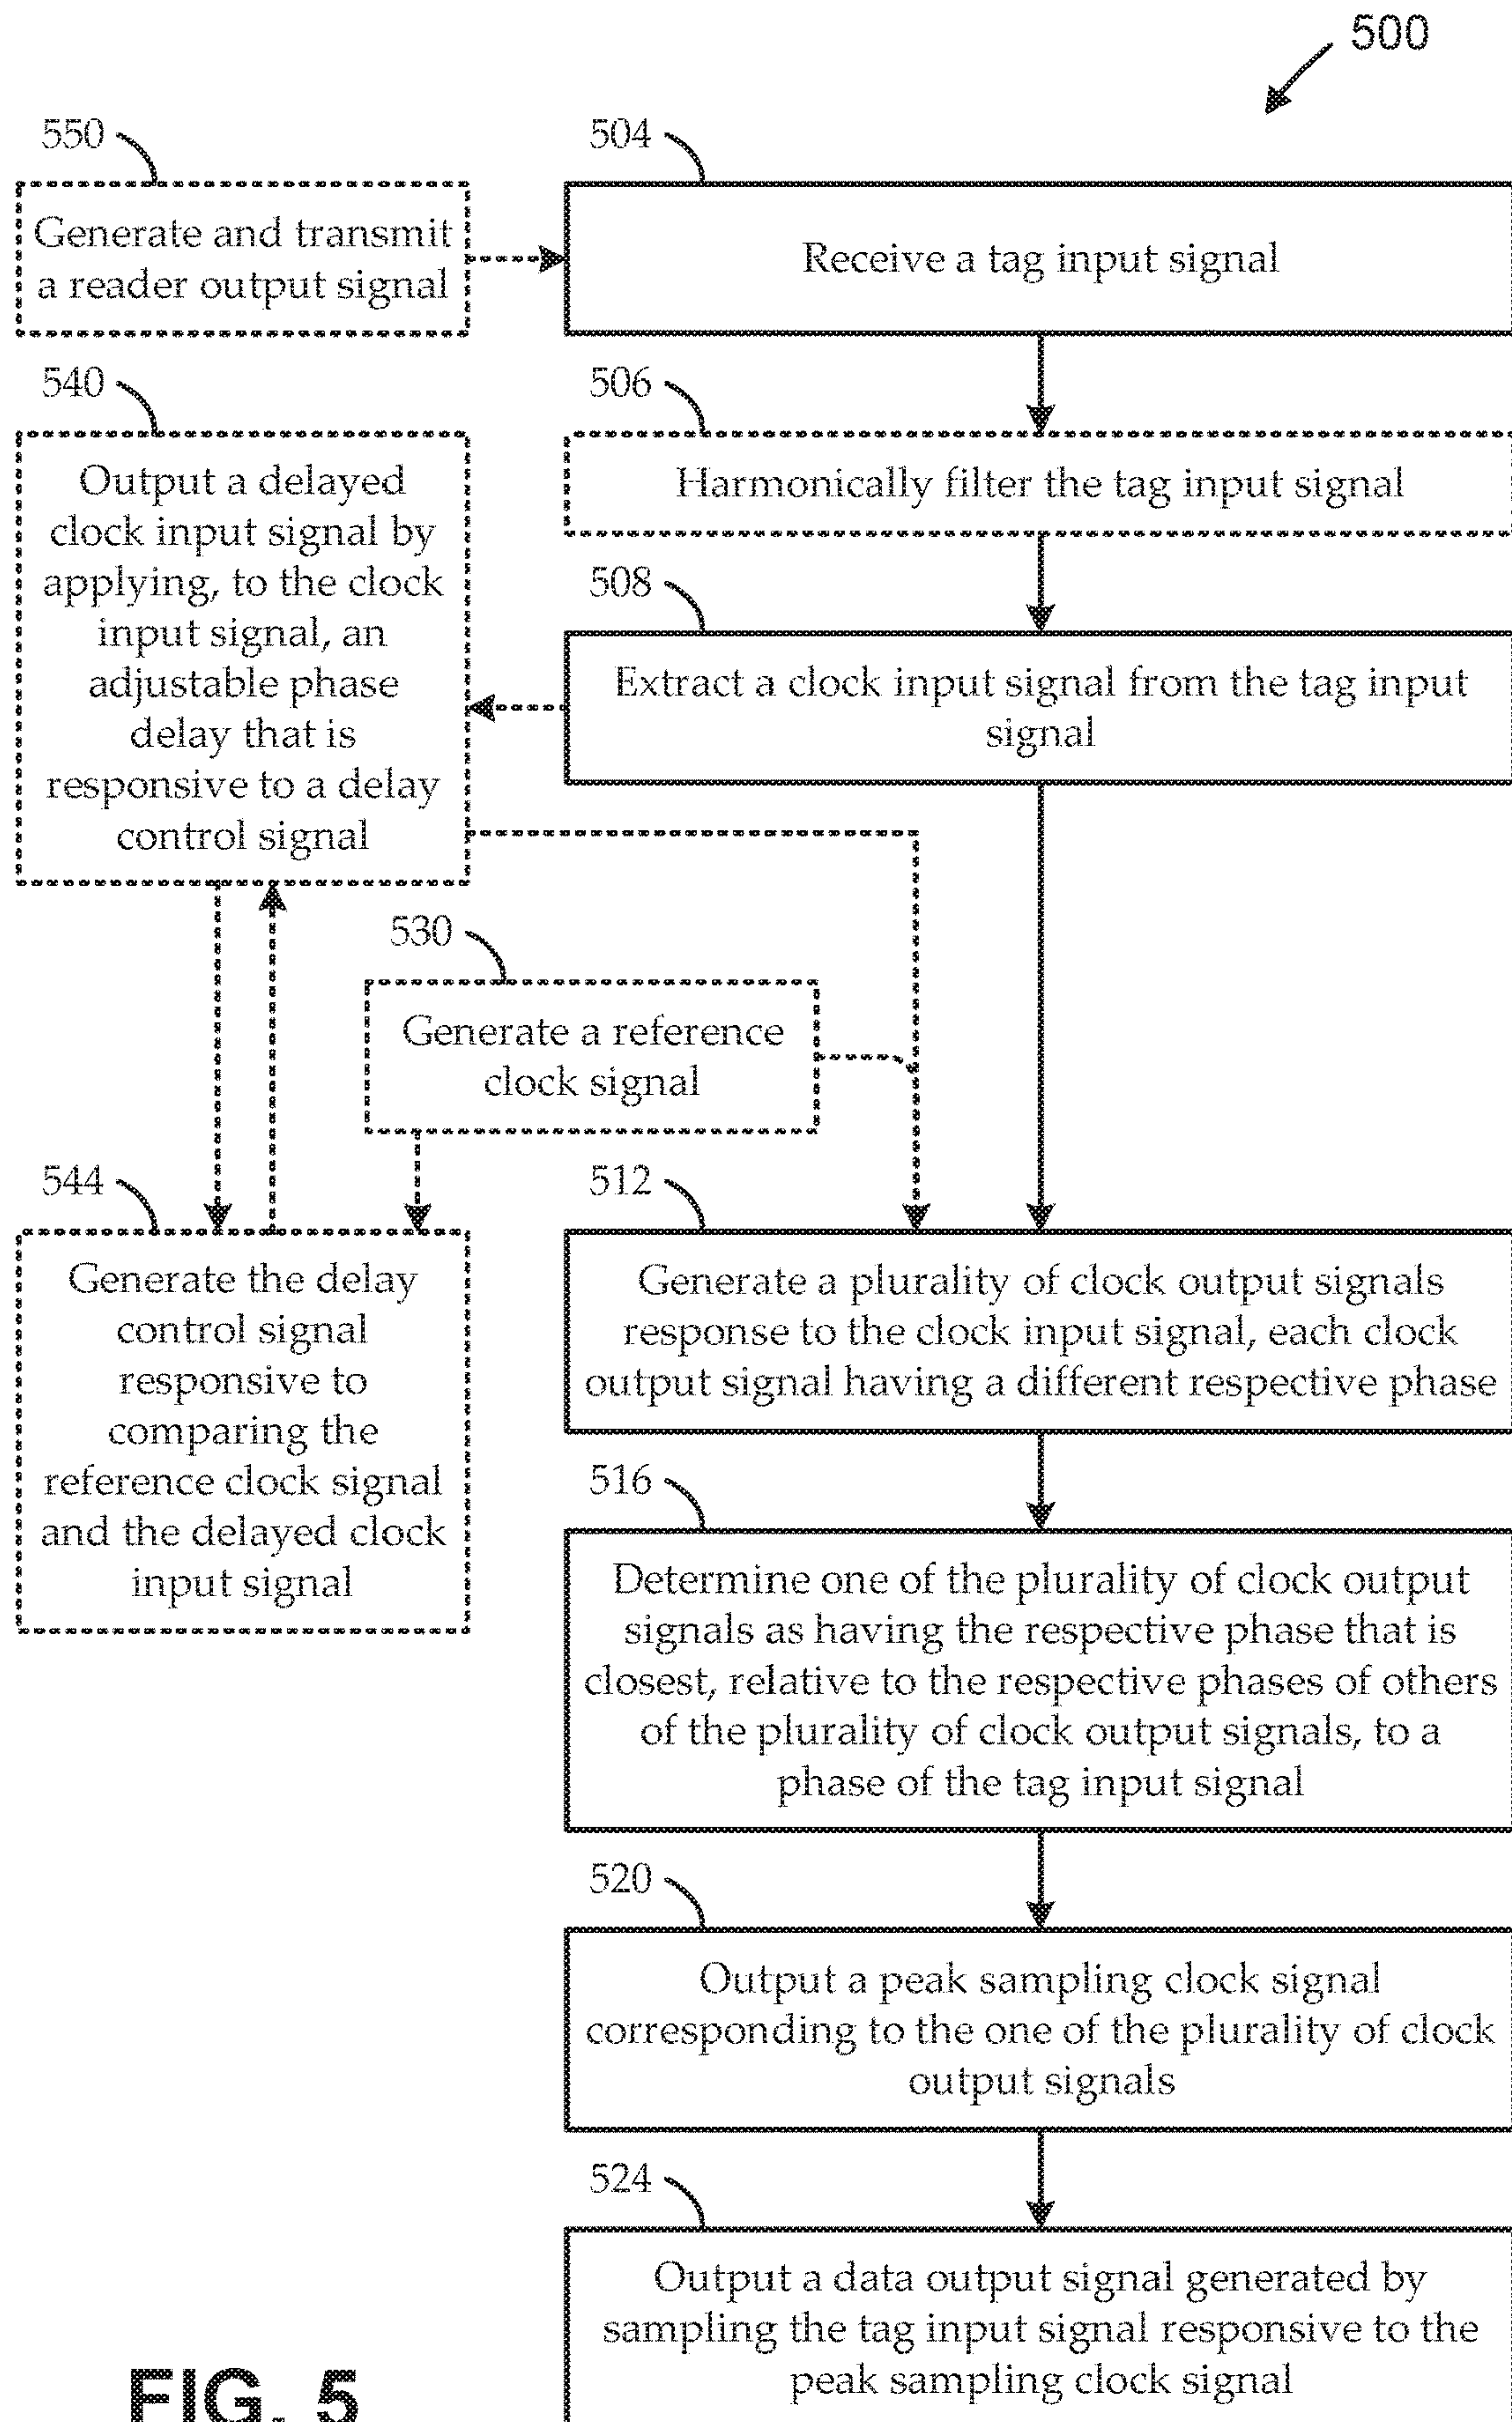 500
550
Generate and transmit
a reader output signal
504
Receive a tag input signal
540
Output a delayed
clock input signal by
applying, to the clock
input signal, an
adjustable phase
delay that is
responsive to a delay
control signal
506
Harmonically filter the tag input signal
508
Extract a clock input signal from the tag input
signal
530
Generate a reference
clock signal
544
Generate the delay
control signal
responsive to
comparing the
reference clock signal
and the delayed clock
input signal
512
Generate a plurality of clock output signals
response to the clock input signal, each clock
output signal having a different respective phase
516
Determine one of the plurality of clock output
signals as having the respective phase that is
closest, relative to the respective phases of others
of the plurality of clock output signals, to a
phase of the tag input signal
520
Output a peak sampling clock signal
corresponding to the one of the plurality of clock
output signals
524
Output a data output signal generated by
sampling the tag input signal responsive to the
peak sampling clock signal
FIG. 5